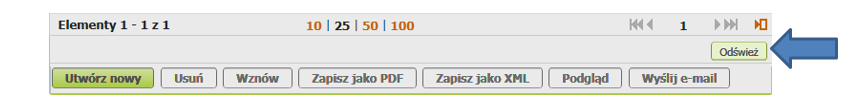 Elementy 1 - 1 z 1 10 | 25 | 50 | 100 1
Odśwież
Utwórz nowy Usuń Wznów Zapisz jako PDF Zapisz jako XML Podgląd Wyślij e-mail